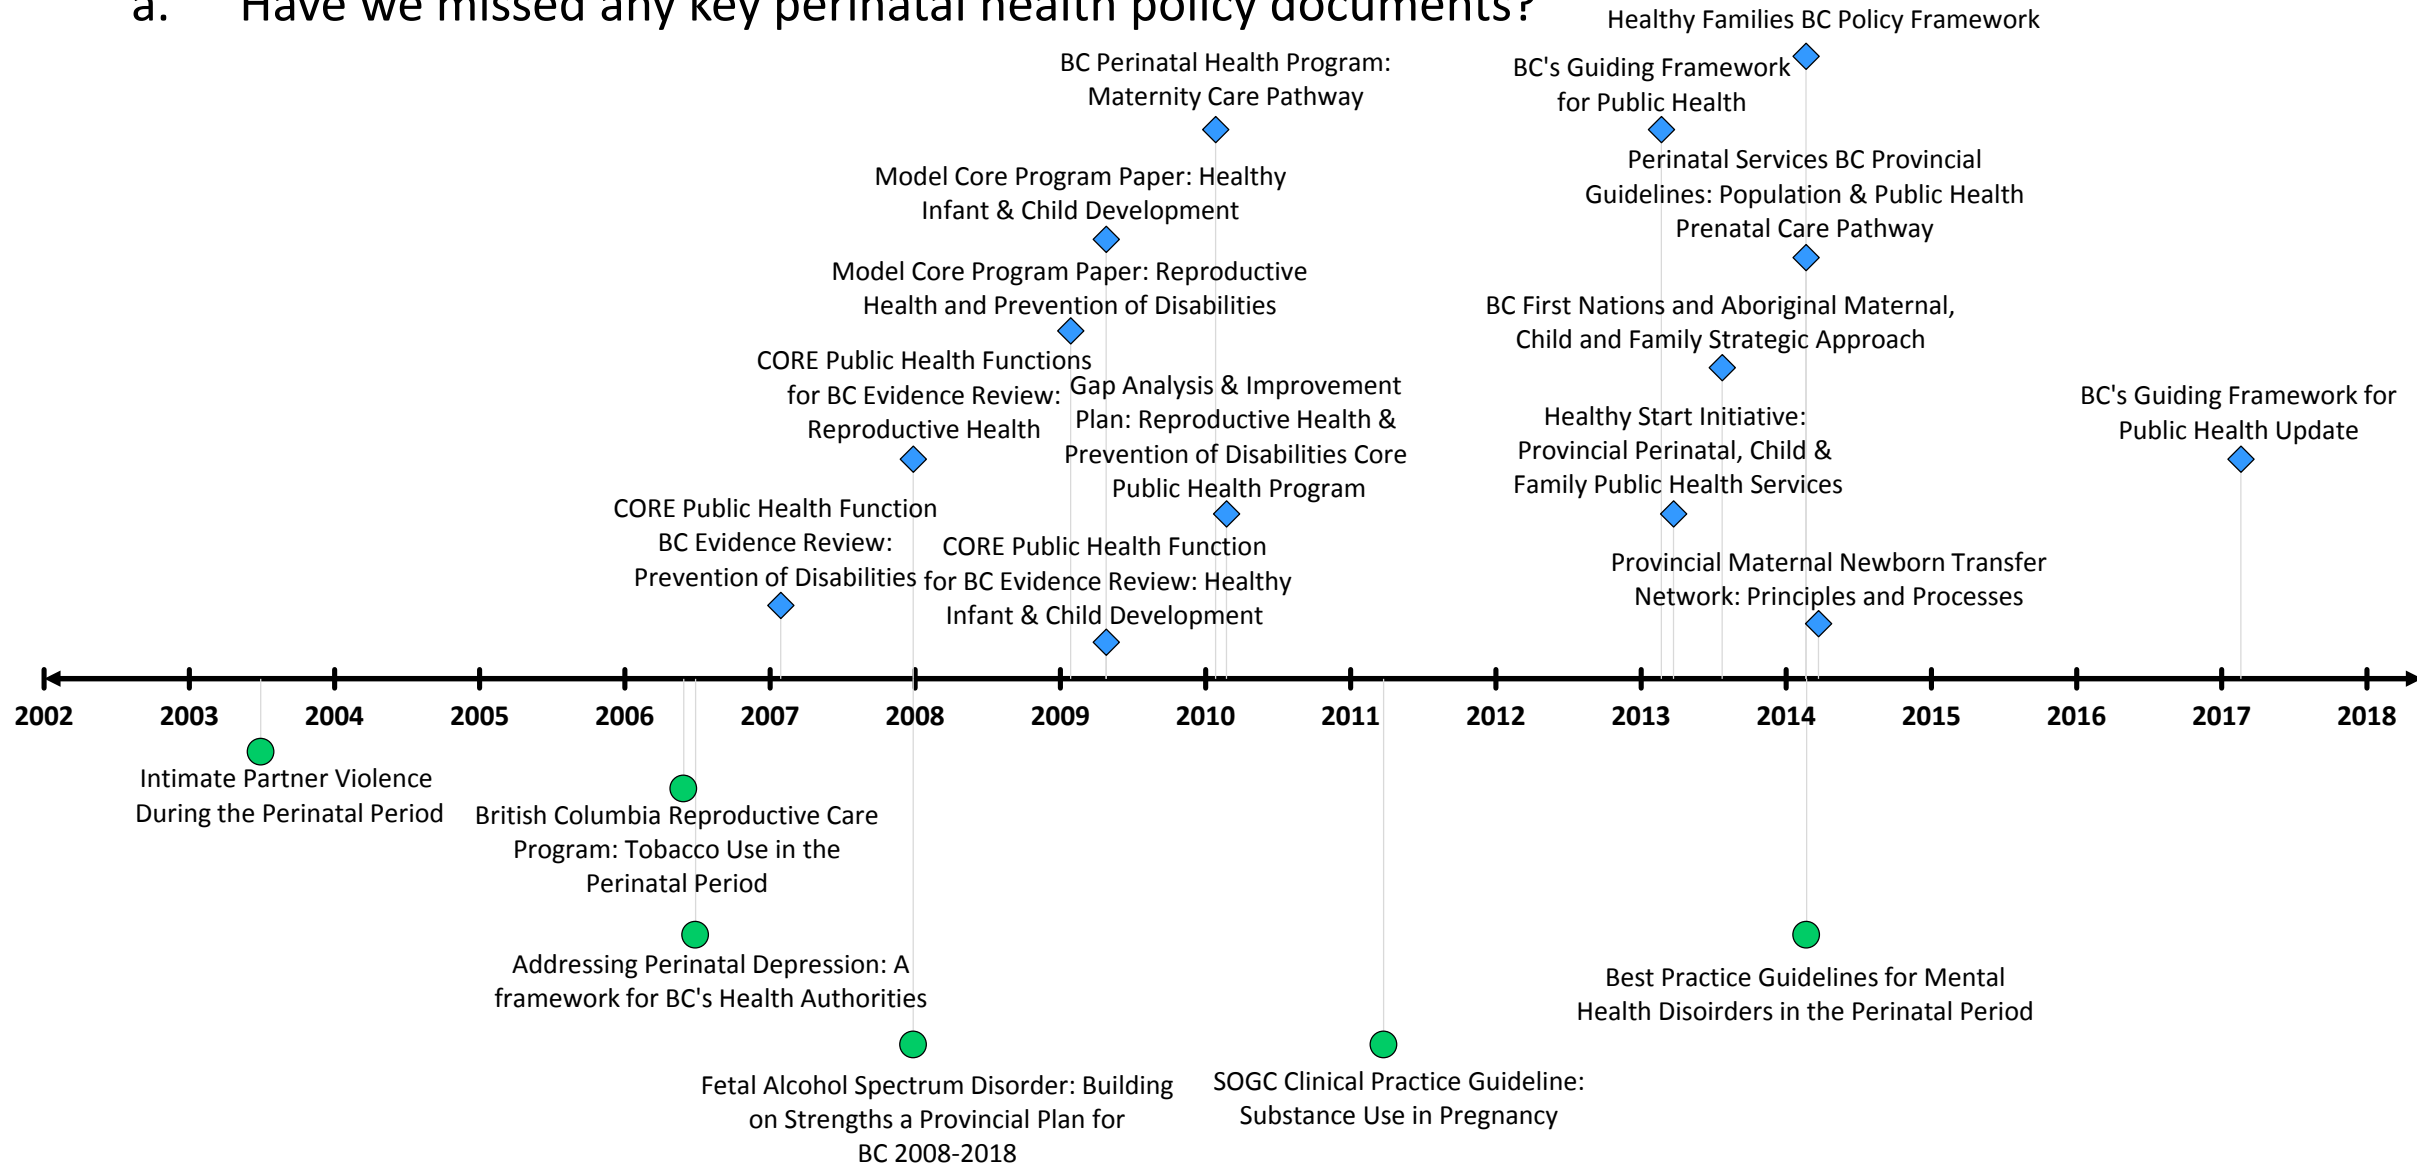 a. Have we missed any key perinatal health policy documents?
Healthy Families BC Policy Framework
BC Perinatal Health Program:
Maternity Care Pathway
BC's Guiding Framework
for Public Health
Model Core Program Paper: Healthy
Infant & Child Development
Perinatal Services BC Provincial
Guidelines: Population & Public Health
Prenatal Care Pathway
Model Core Program Paper: Reproductive
Health and Prevention of Disabilities
BC First Nations and Aboriginal Maternal,
Child and Family Strategic Approach
CORE Public Health Functions
for BC Evidence Review:
Reproductive Health
Gap Analysis & Improvement
Plan: Reproductive Health &
Prevention of Disabilities Core
Public Health Program
Healthy Start Initiative:
Provincial Perinatal, Child &
Family Public Health Services
BC's Guiding Framework for
Public Health Update
CORE Public Health Function
BC Evidence Review:
Prevention of Disabilities
CORE Public Health Function
for BC Evidence Review: Healthy
Infant & Child Development
Provincial Maternal Newborn Transfer
Network: Principles and Processes
2002 2003 2004 2005 2006 2007 2008 2009 2010 2011 2012 2013 2014 2015 2016 2017 2018
Intimate Partner Violence
During the Perinatal Period
British Columbia Reproductive Care
Program: Tobacco Use in the
Perinatal Period
Addressing Perinatal Depression: A
framework for BC's Health Authorities
Best Practice Guidelines for Mental
Health Disoirders in the Perinatal Period
Fetal Alcohol Spectrum Disorder: Building
on Strengths a Provincial Plan for
BC 2008-2018
SOGC Clinical Practice Guideline:
Substance Use in Pregnancy